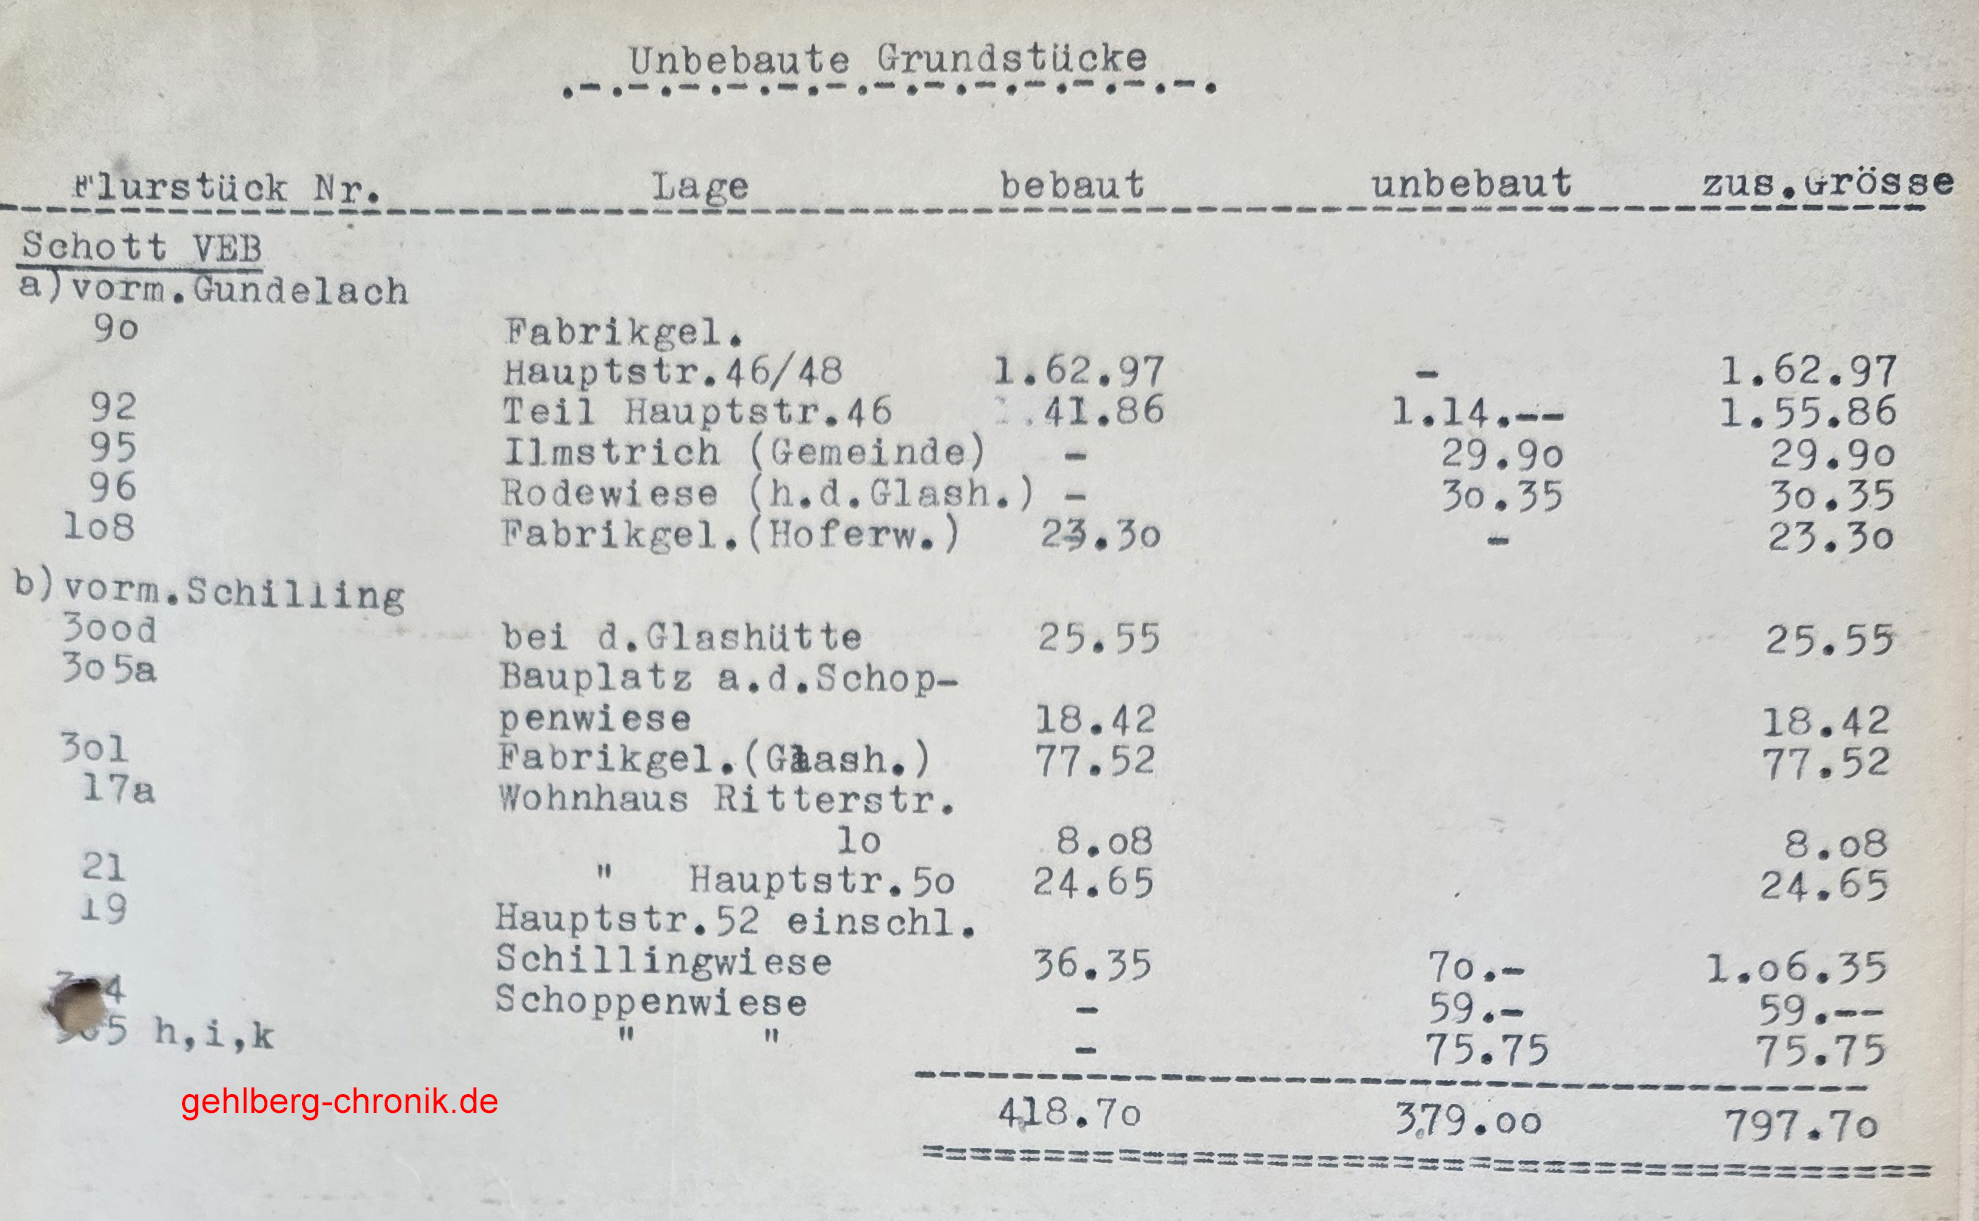 Unbebaute Grundstücke
Flurstück Nr. Lage bebaut unbebaut zus.Grösse
Schott VEB
a)vorm.Gundelach
9o Fabrikgel.
Hauptstr.46/48 1.62.97 - 1.62.97
92 Teil Hauptstr.46 .41.86 1.14.-- 1.55.86
95 Ilmstrich (Gemeinde) - 29.9o 29.9o
96 Rodewiese (h.d.Glash.) - 3o.35 3o.35
lo8 Fabrikgel.(Hoferw.) 23.3o - 23.3o
b)vorm.Schilling
3ood bei d.Glashütte 25.55 25.55
3o5a Bauplatz a.d.Schop-
penwiese 18.42 18.42
3ol Fabrikgel.(Glash.) 77.52 77.52
17a Wohnhaus Ritterstr.
lo 8.o8 8.o8
21 " Hauptstr.5o 24.65 24.65
19 Hauptstr.52 einschl.
Schillingwiese 36.35 7o.- 1.o6.35
Schoppenwiese - 59.- 59.--
h,i,k " " - 75.75 75.75
418.7o 379.oo 797.7o
gehlberg-chronik.de